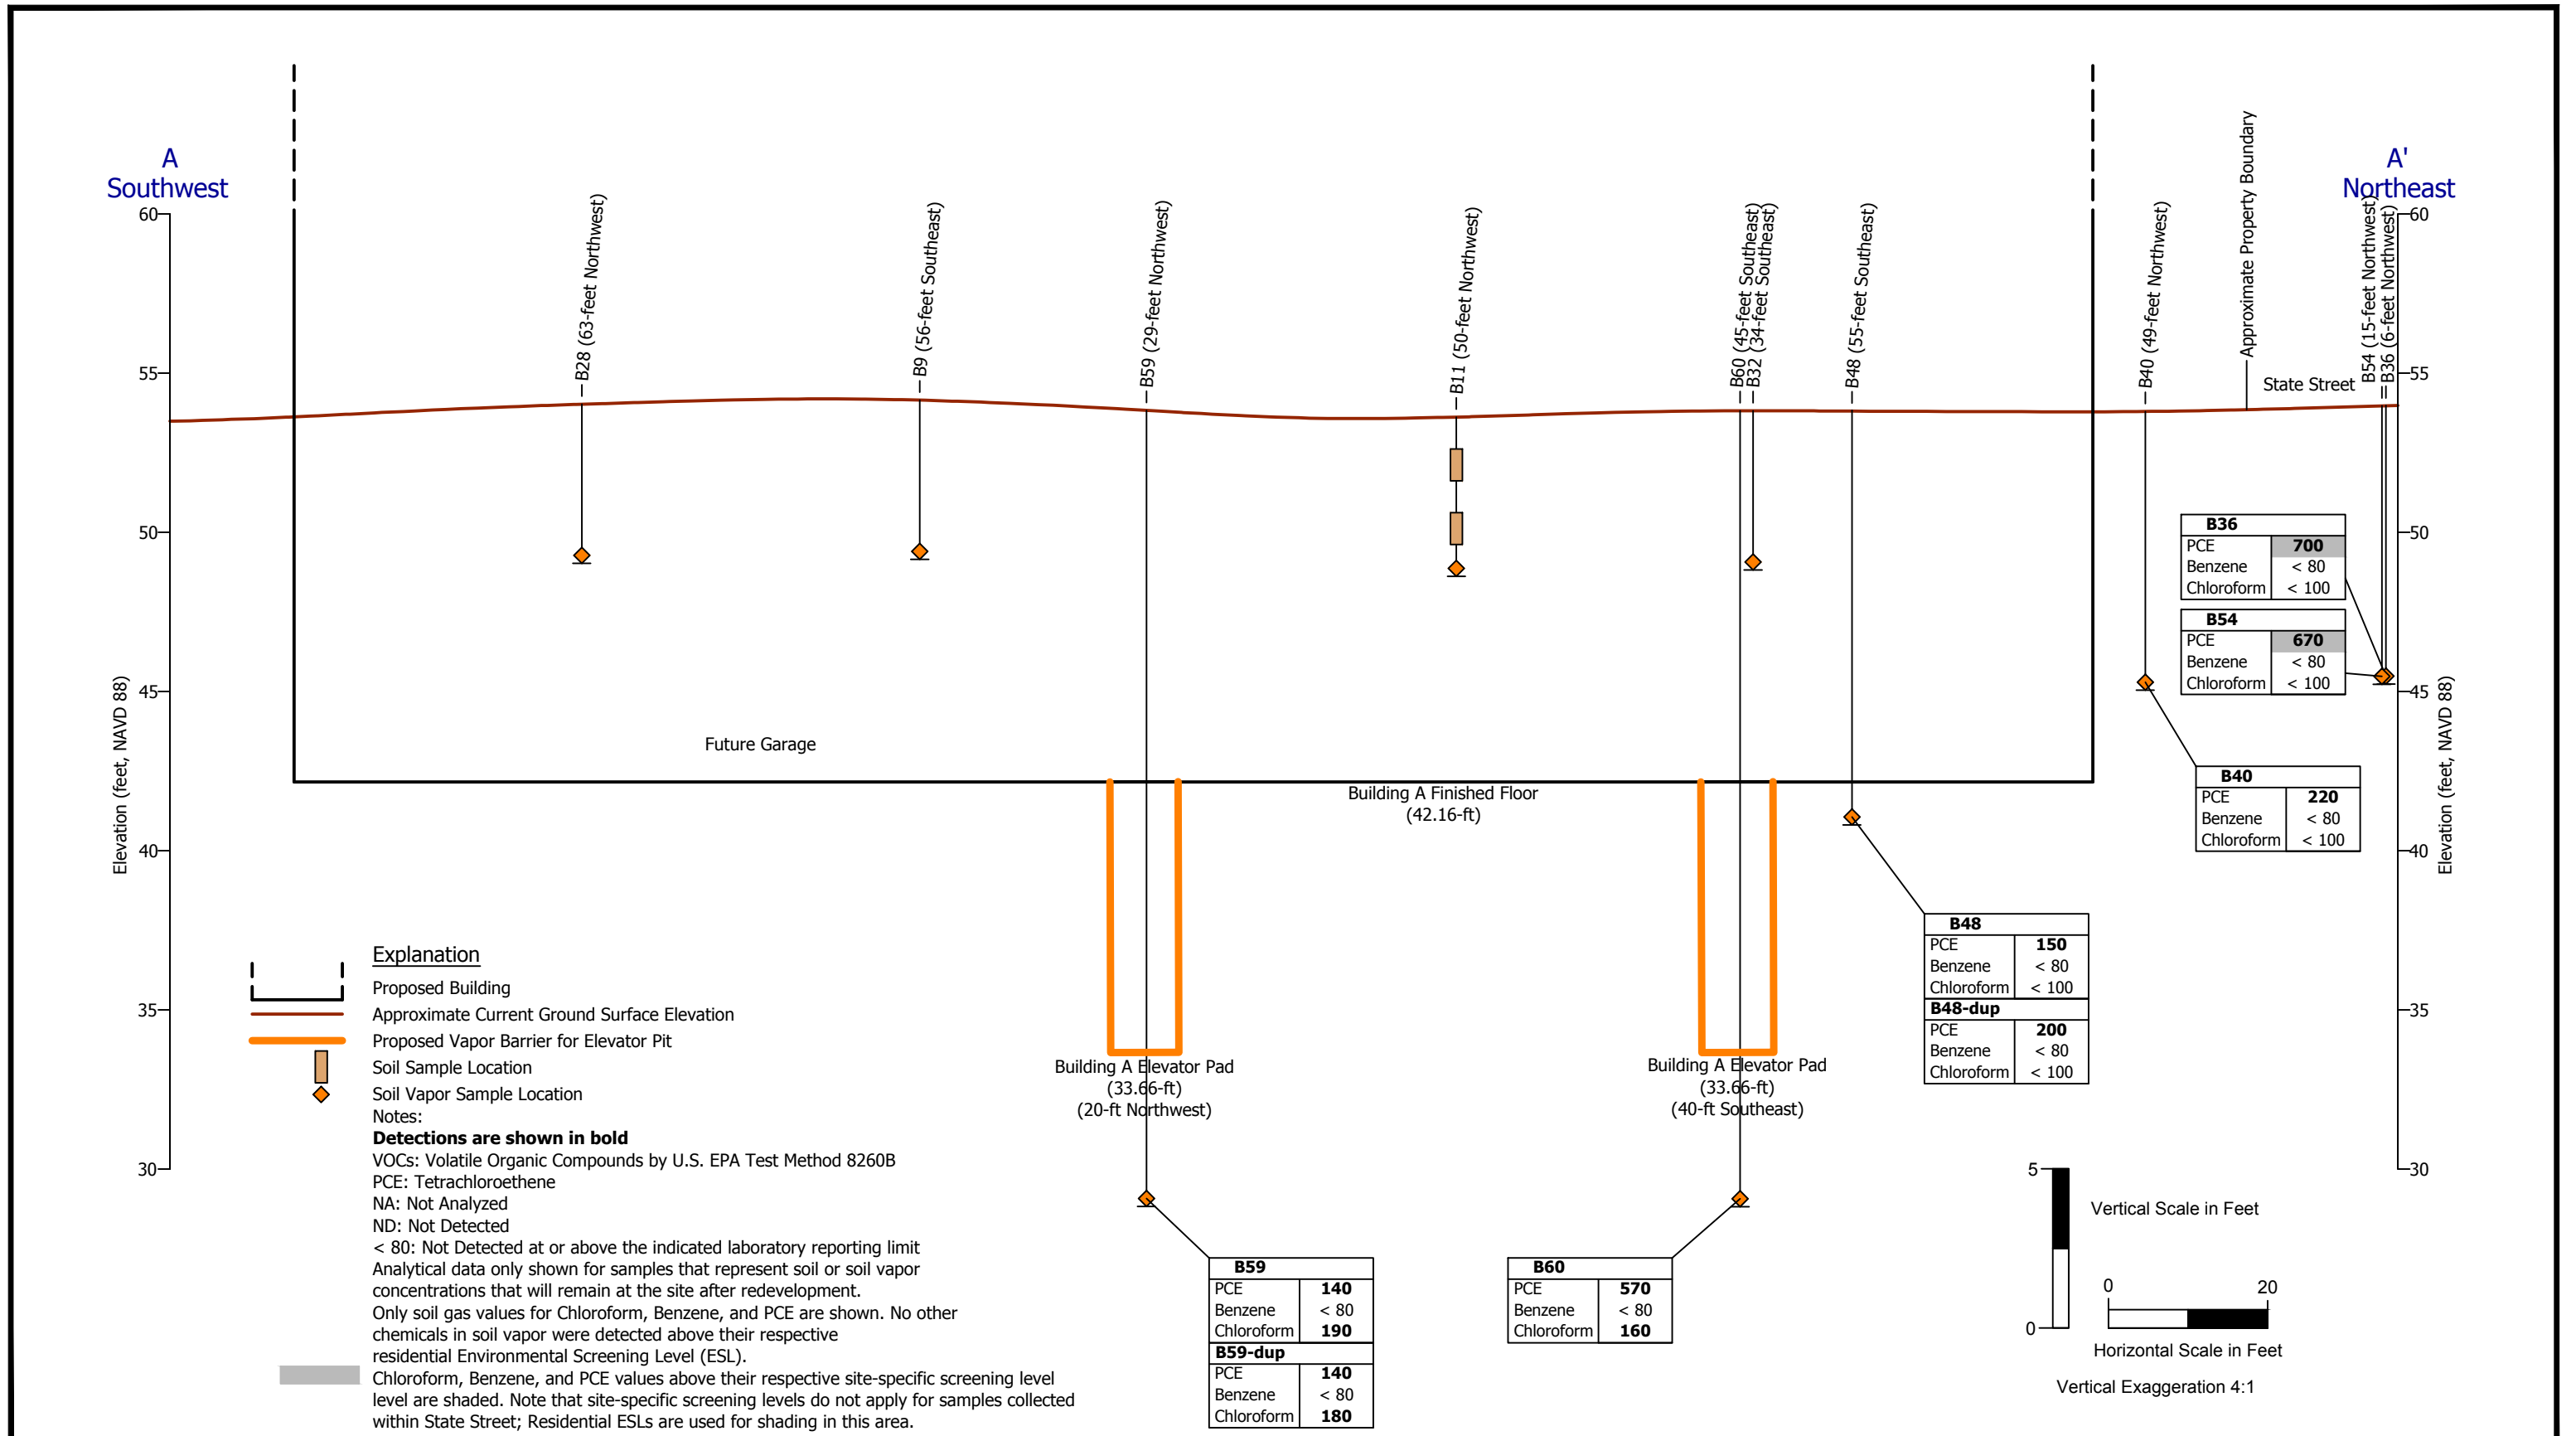 A
Southwest
A'
Northeast
B28 (63-feet Northwest)
B9 (56-feet Southeast)
B59 (29-feet Northwest)
B11 (50-feet Northwest)
B60 (45-feet Southeast)
B32 (34-feet Southeast)
B48 (55-feet Southeast)
B40 (49-feet Northwest)
Approximate Property Boundary
State Street
B54 (15-feet Northwest)
B36 (6-feet Northwest)
60
55
50
45
40
35
30
Elevation (feet, NAVD 88)
60
55
50
45
40
35
30
Elevation (feet, NAVD 88)
B36
PCE 700
Benzene < 80
Chloroform < 100
B54
PCE 670
Benzene < 80
Chloroform < 100
B40
PCE 220
Benzene < 80
Chloroform < 100
Future Garage
Building A Finished Floor
(42.16-ft)
B48
PCE 150
Benzene < 80
Chloroform < 100
B48-dup
PCE 200
Benzene < 80
Chloroform < 100
Building A Elevator Pad
(33.66-ft)
(20-ft Northwest)
Building A Elevator Pad
(33.66-ft)
(40-ft Southeast)
B59
PCE 140
Benzene < 80
Chloroform 190
B59-dup
PCE 140
Benzene < 80
Chloroform 180
B60
PCE 570
Benzene < 80
Chloroform 160
Explanation
Proposed Building
Approximate Current Ground Surface Elevation
Proposed Vapor Barrier for Elevator Pit
Soil Sample Location
Soil Vapor Sample Location
Notes:
Detections are shown in bold
VOCs: Volatile Organic Compounds by U.S. EPA Test Method 8260B
PCE: Tetrachloroethene
NA: Not Analyzed
ND: Not Detected
< 80: Not Detected at or above the indicated laboratory reporting limit
Analytical data only shown for samples that represent soil or soil vapor
concentrations that will remain at the site after redevelopment.
Only soil gas values for Chloroform, Benzene, and PCE are shown. No other
chemicals in soil vapor were detected above their respective
residential Environmental Screening Level (ESL).
Chloroform, Benzene, and PCE values above their respective site-specific screening level
level are shaded. Note that site-specific screening levels do not apply for samples collected
within State Street; Residential ESLs are used for shading in this area.
5
0
Vertical Scale in Feet
0 20
Horizontal Scale in Feet
Vertical Exaggeration 4:1